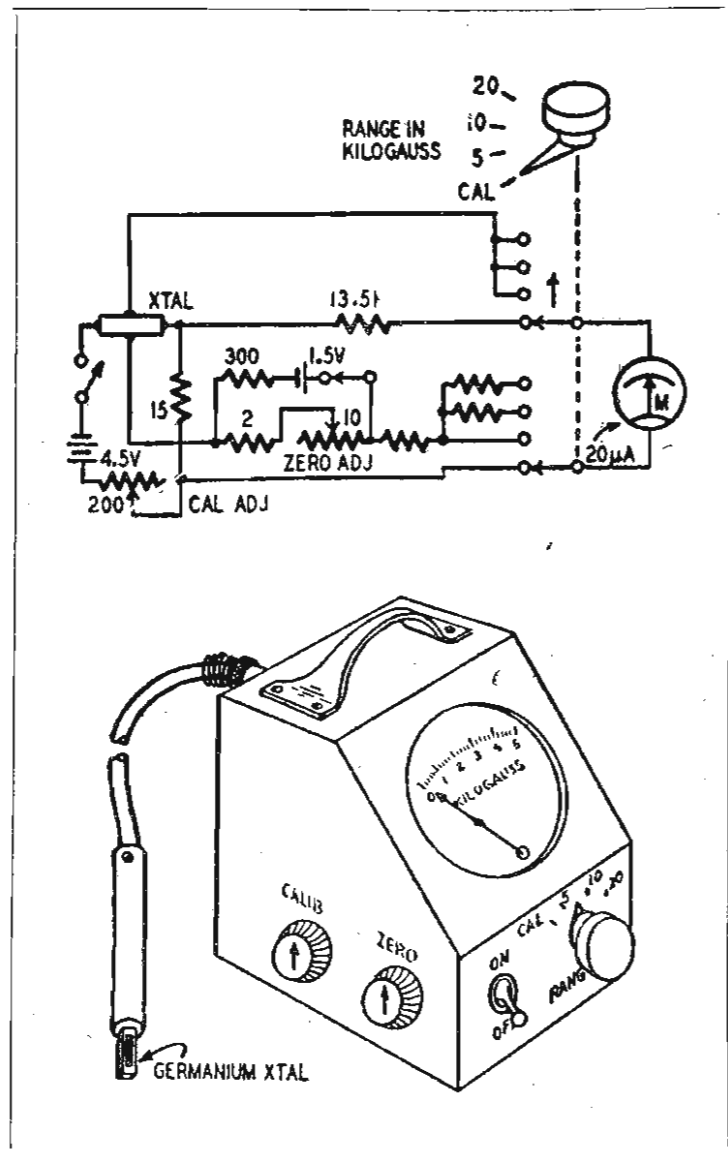 20
RANGE IN
KILOGAUSS
10
5
CAL
XTAL
13.5K
300
1.5V
15
2
10
ZERO ADJ
M
20μA
4.5V
200
CAL ADJ
0 1 2 3 4 5
KILOGAUSS
CALIB
ZERO
CAL 5 10 20
RANG
ON
OFF
GERMANIUM XTAL